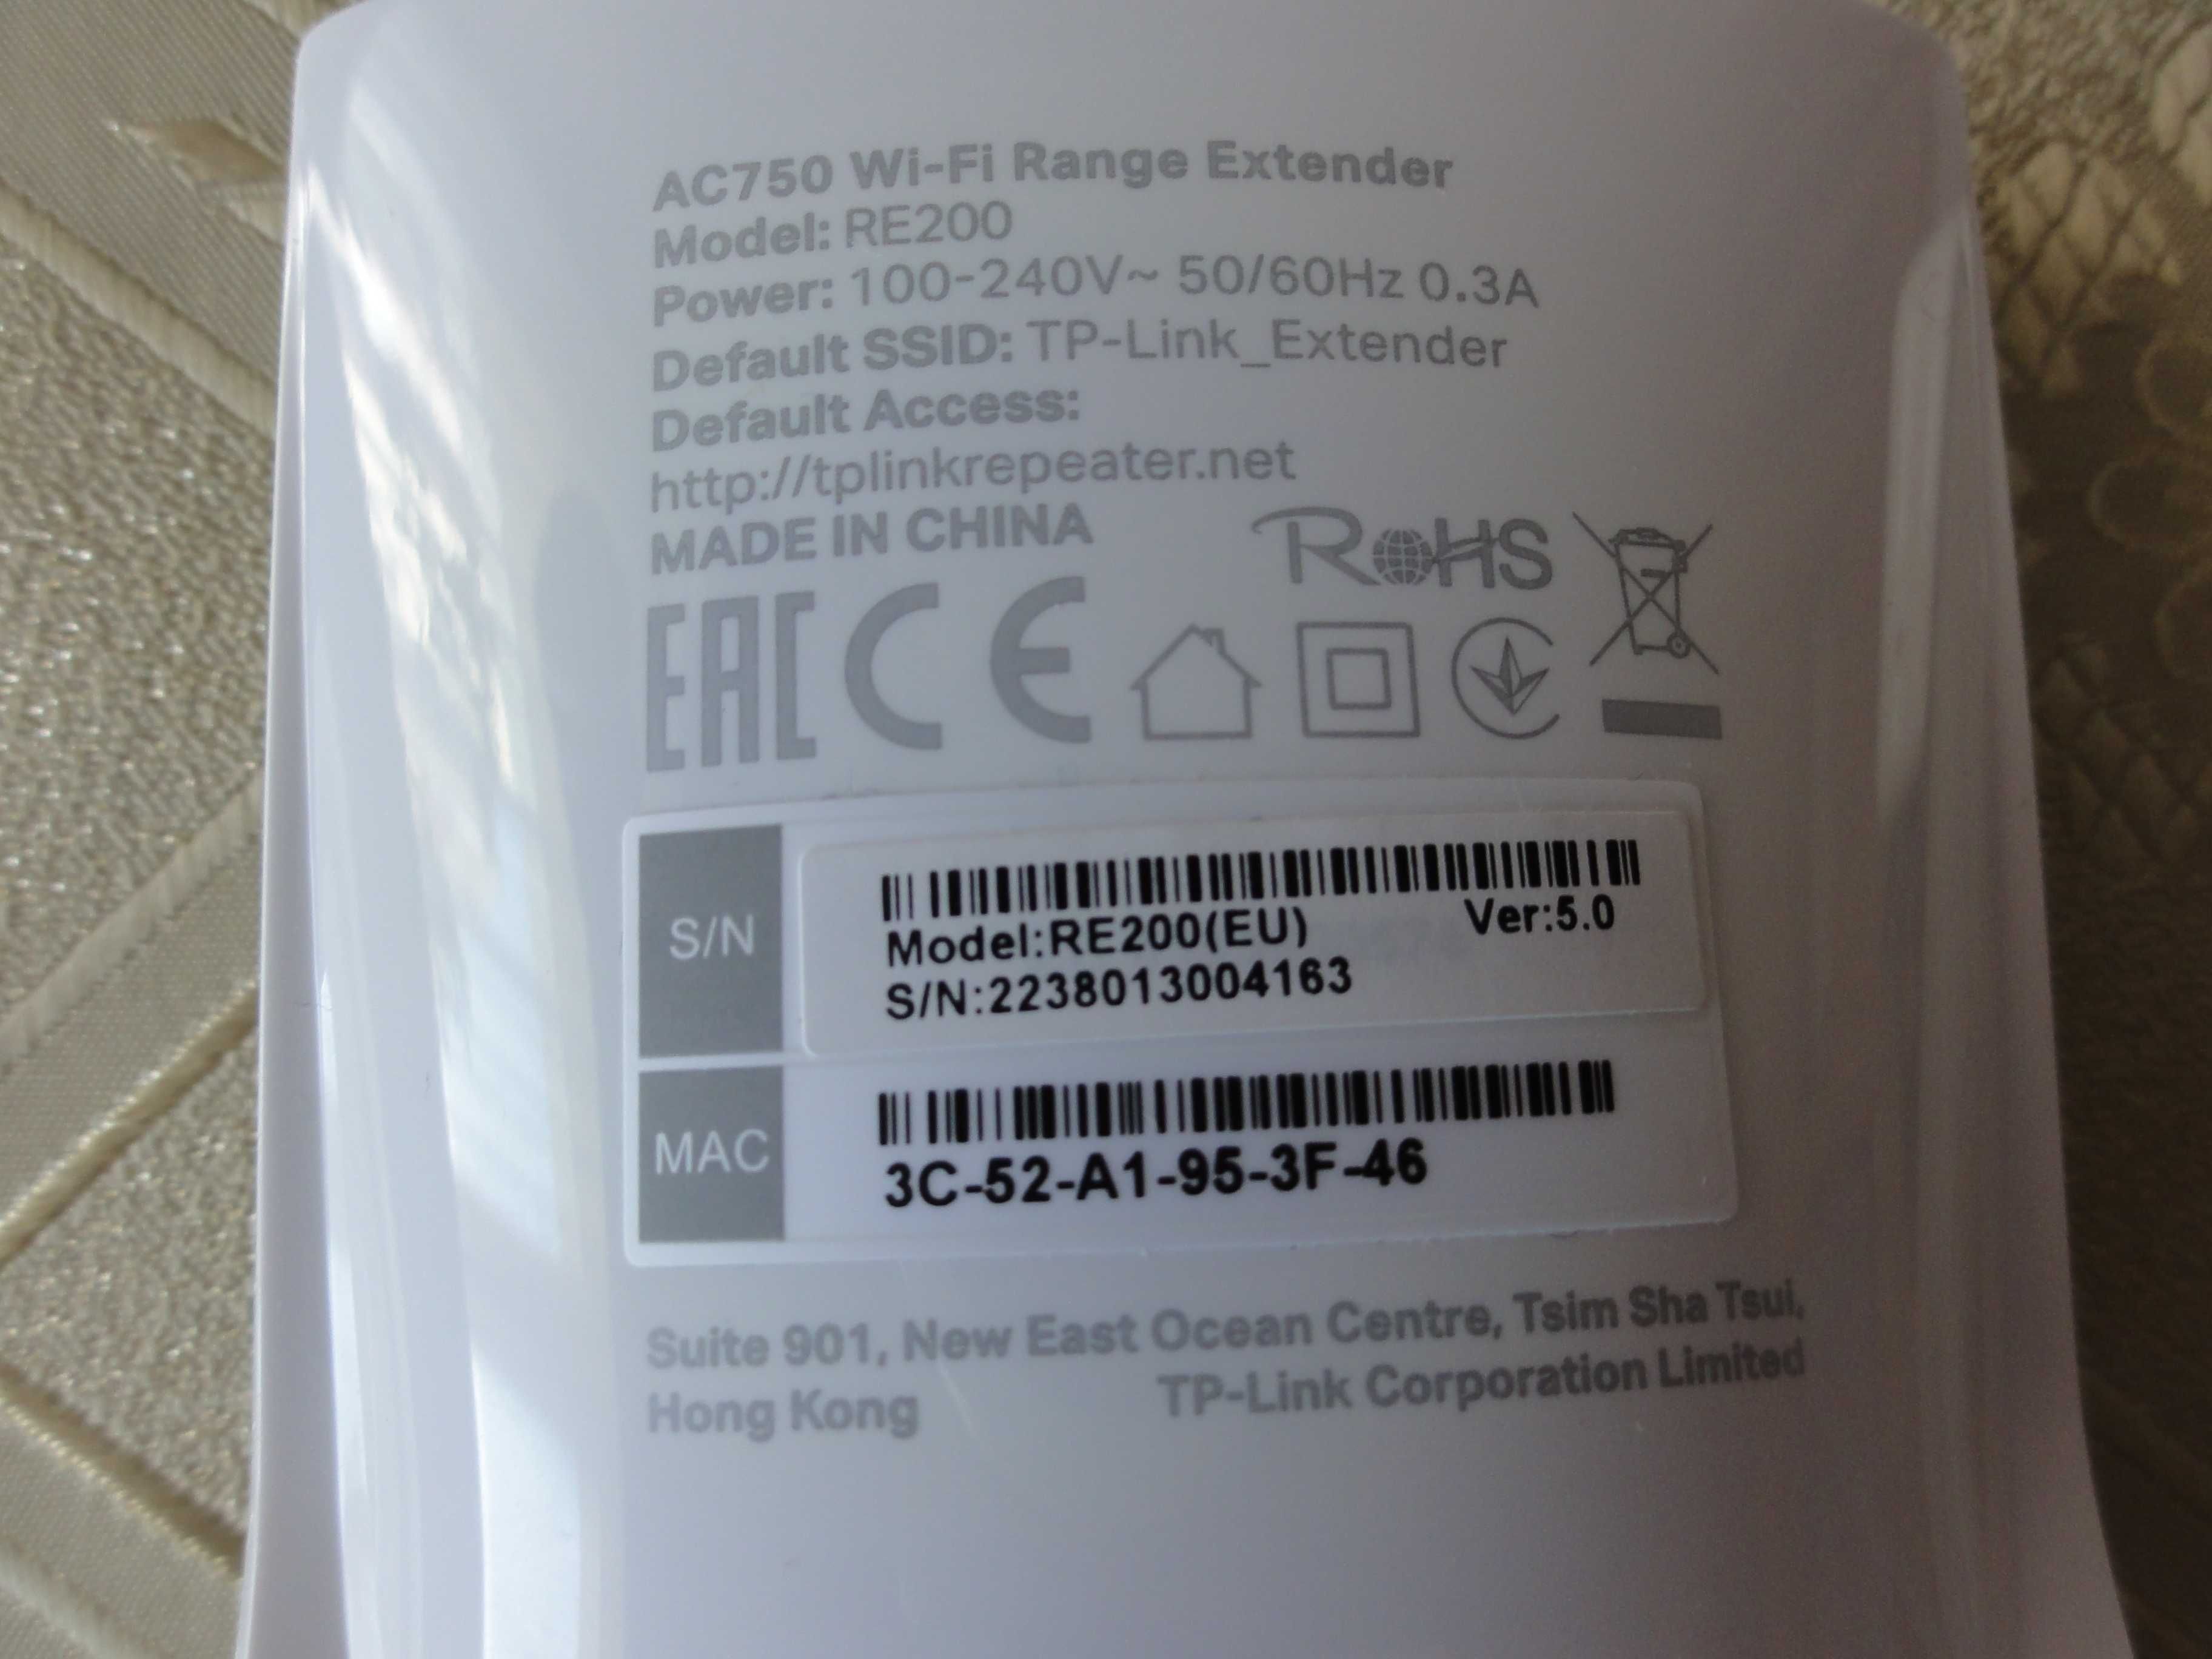 AC750 Wi-Fi Range Extender
Model: RE200
Power: 100-240V~ 50/60Hz 0.3A
Default SSID: TP-Link_Extender
Default Access:
http://tplinkrepeater.net
MADE IN CHINA
RoHS
EAC CE
S/N
Model:RE200(EU) Ver:5.0
S/N:2238013004163
MAC
3C-52-A1-95-3F-46
Suite 901, New East Ocean Centre, Tsim Sha Tsui,
Hong Kong TP-Link Corporation Limited